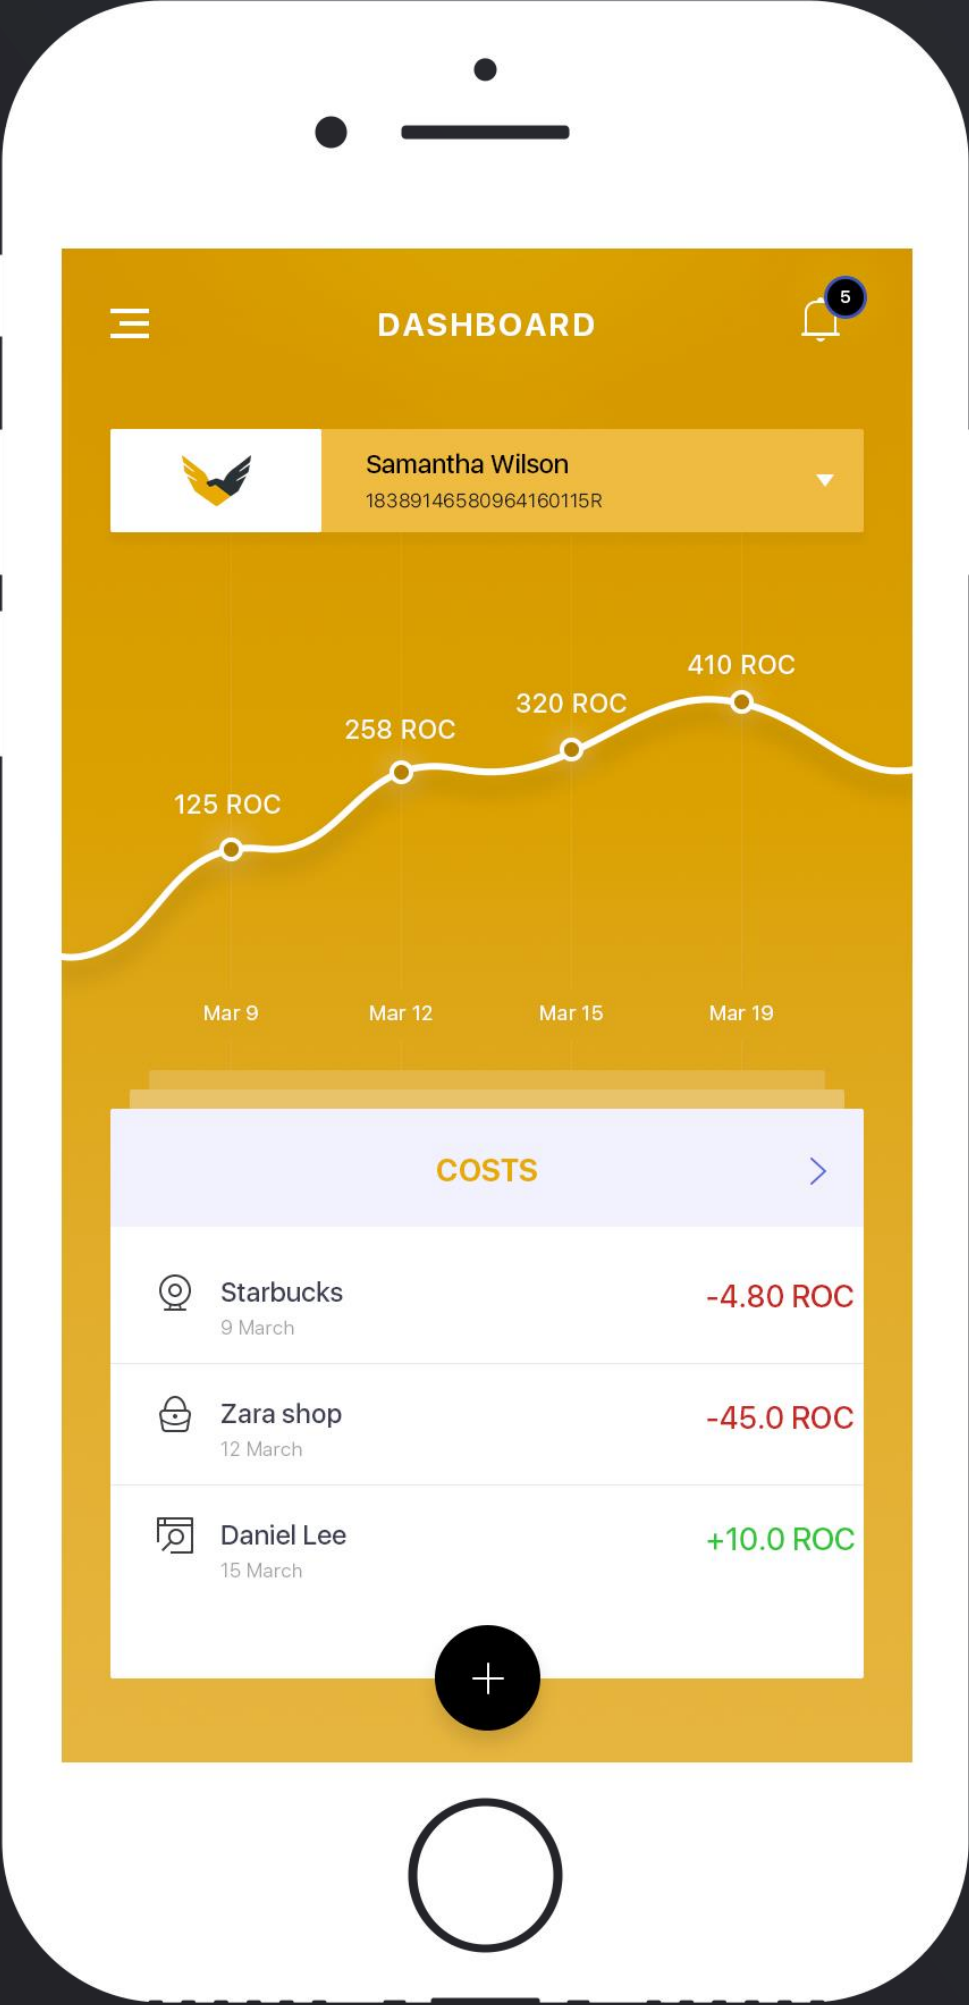 5
DASHBOARD
Samantha Wilson
18389146580964160115R
410 ROC
320 ROC
258 ROC
125 ROC
Mar 9
Mar 12
Mar 15
Mar 19
COSTS
Starbucks
-4.80 ROC
9 March
Zara shop
-45.0 ROC
12 March
Daniel Lee
+10.0 ROC
15 March